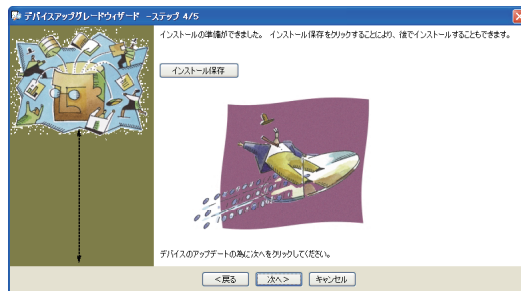 デバイスアップグレードウィザード -ステップ 4/5
インストールの準備ができました。 インストール保存をクリックすることにより、後でインストールすることもできます。
インストール保存
デバイスのアップデートの為に次へをクリックしてください。
<戻る 次へ> キャンセル